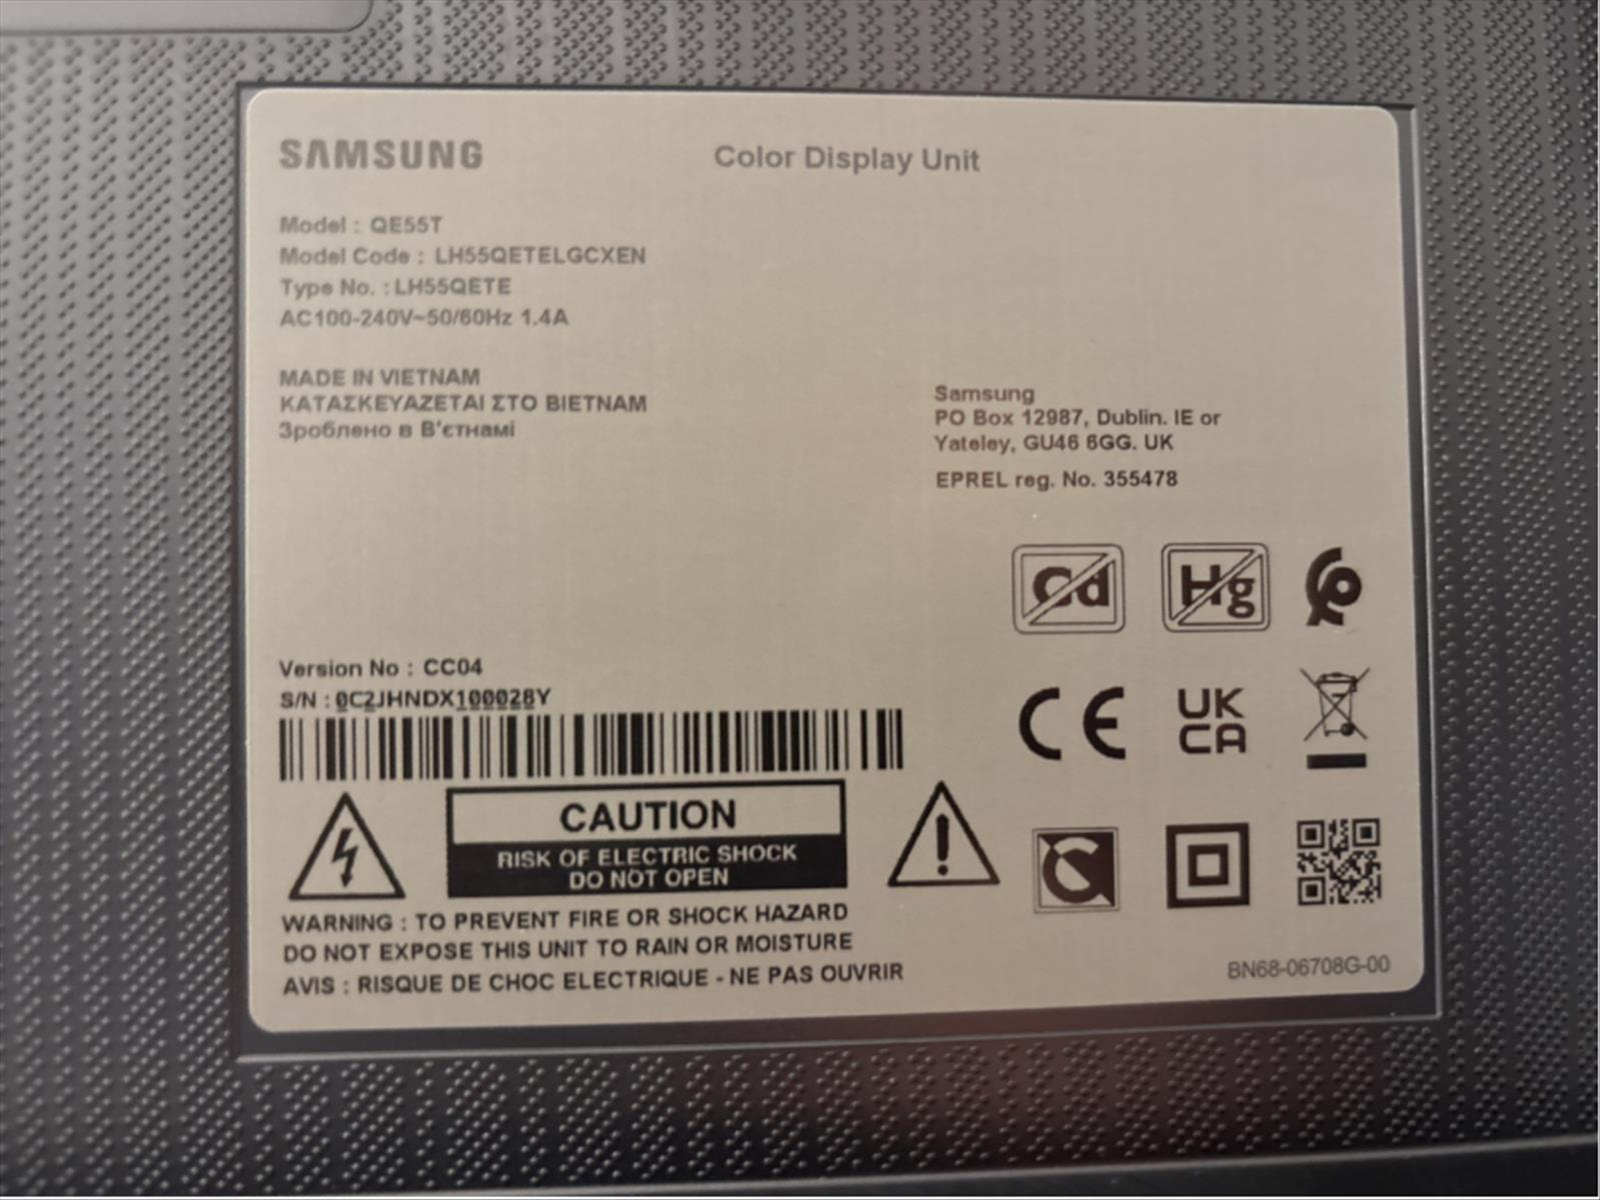 SAMSUNG
Color Display Unit
Model : QE55T
Model Code : LH55QETELGCXEN
Type No. : LH55QETE
AC100-240V~50/60Hz 1.4A
MADE IN VIETNAM
ΚΑΤΑΣΚΕΥΑΖΕΤΑΙ ΣΤΟ ΒΙΕΤΝΑΜ
Зроблено в В'єтнамі
Samsung
PO Box 12987, Dublin. IE or
Yateley, GU46 6GG. UK
EPREL reg. No. 355478
Cd
Hg
Version No : CC04
S/N : 0C2JHNDX100028Y
CE
UK
CA
CAUTION
RISK OF ELECTRIC SHOCK
DO NOT OPEN
WARNING : TO PREVENT FIRE OR SHOCK HAZARD
DO NOT EXPOSE THIS UNIT TO RAIN OR MOISTURE
AVIS : RISQUE DE CHOC ELECTRIQUE - NE PAS OUVRIR
BN68-06708G-00